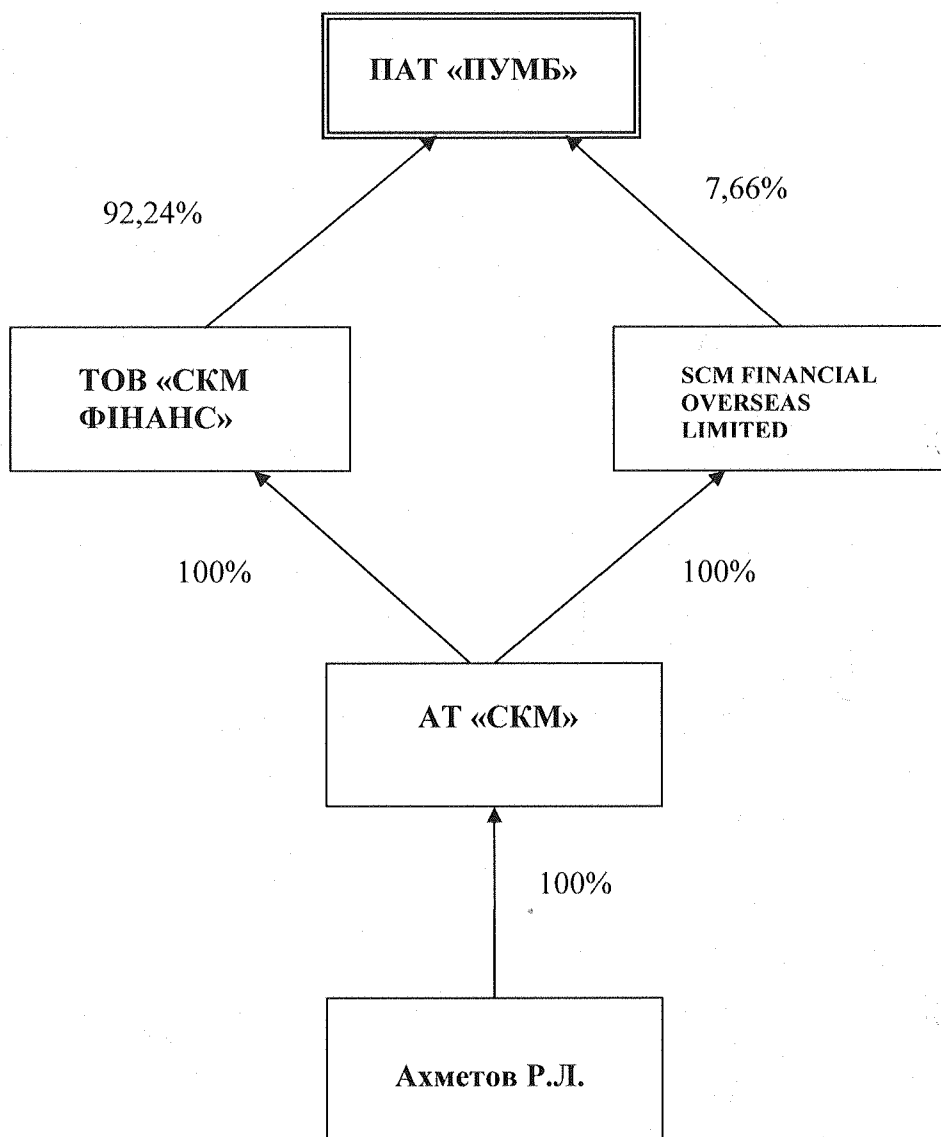 ПАТ «ПУМБ»
92,24%
7,66%
ТОВ «СКМ
ФІНАНС»
SCM FINANCIAL
OVERSEAS
LIMITED
100%
100%
АТ «СКМ»
100%
Ахметов Р.Л.